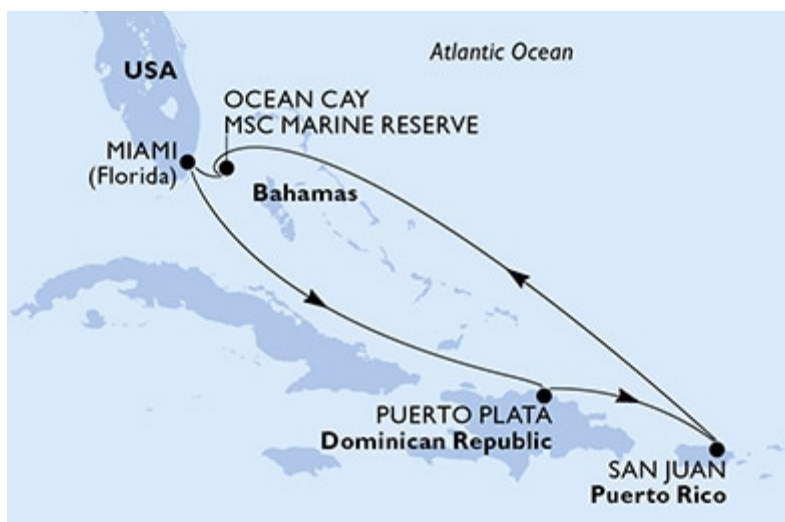 Atlantic Ocean
USA
OCEAN CAY
MSC MARINE RESERVE
MIAMI
(Florida)
Bahamas
PUERTO PLATA
Dominican Republic
SAN JUAN
Puerto Rico